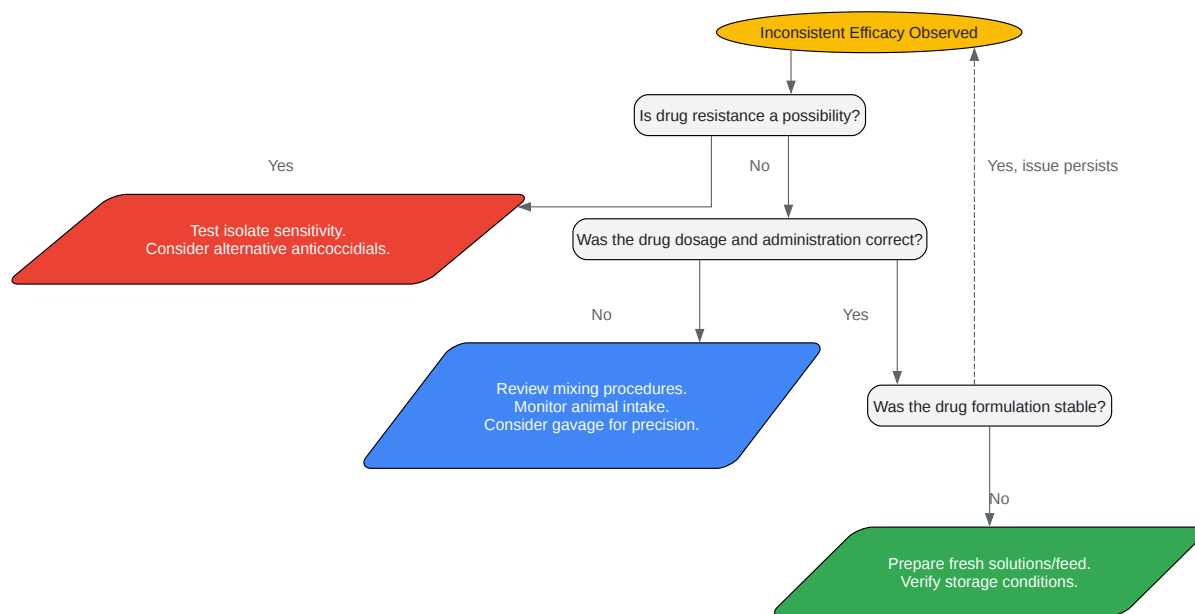 Inconsistent Efficacy Observed
Is drug resistance a possibility?
Yes
No
Yes, issue persists
Test isolate sensitivity.
Consider alternative anticoccidials.
Was the drug dosage and administration correct?
No
Yes
Review mixing procedures.
Monitor animal intake.
Consider gavage for precision.
Was the drug formulation stable?
No
Prepare fresh solutions/feed.
Verify storage conditions.